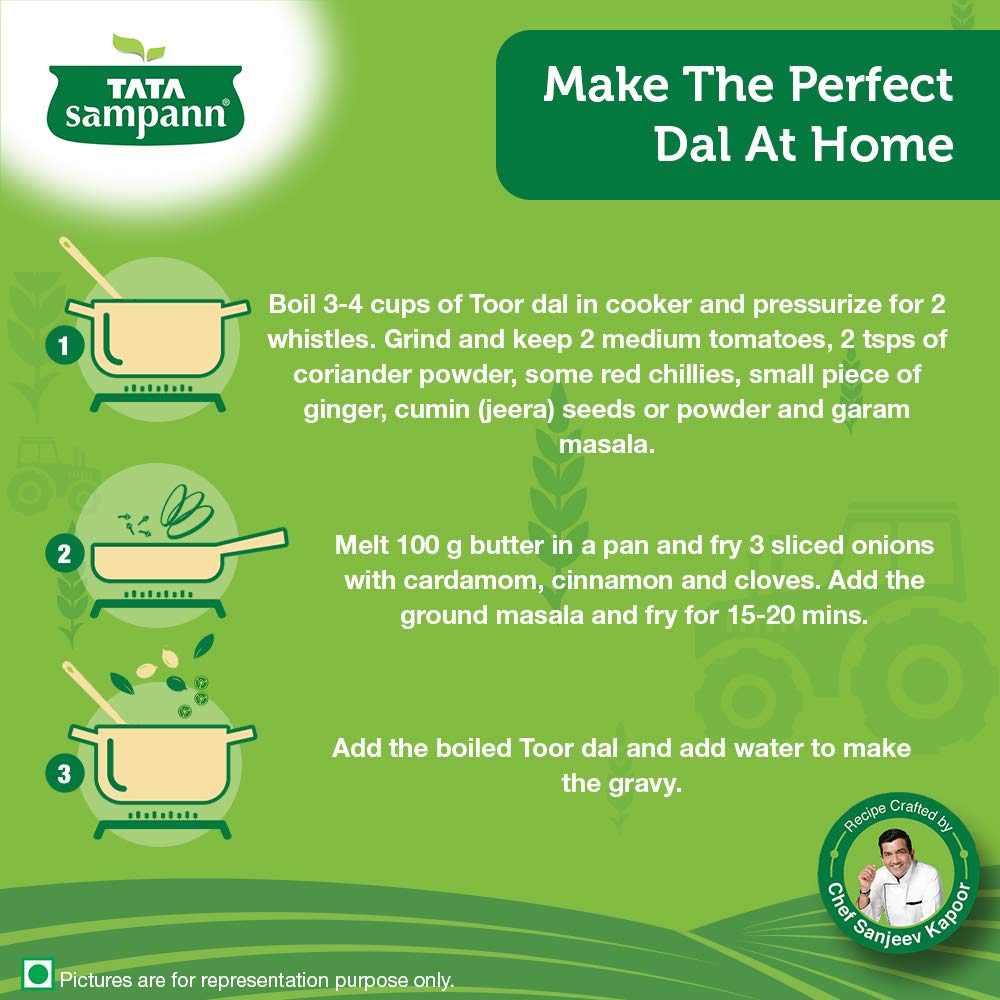 TATA
sampann®
Make The Perfect
Dal At Home
1
Boil 3-4 cups of Toor dal in cooker and pressurize for 2
whistles. Grind and keep 2 medium tomatoes, 2 tsps of
coriander powder, some red chillies, small piece of
ginger, cumin (jeera) seeds or powder and garam
masala.
2
Melt 100 g butter in a pan and fry 3 sliced onions
with cardamom, cinnamon and cloves. Add the
ground masala and fry for 15-20 mins.
3
Add the boiled Toor dal and add water to make
the gravy.
Recipe Crafted by
Chef Sanjeev Kapoor
Pictures are for representation purpose only.